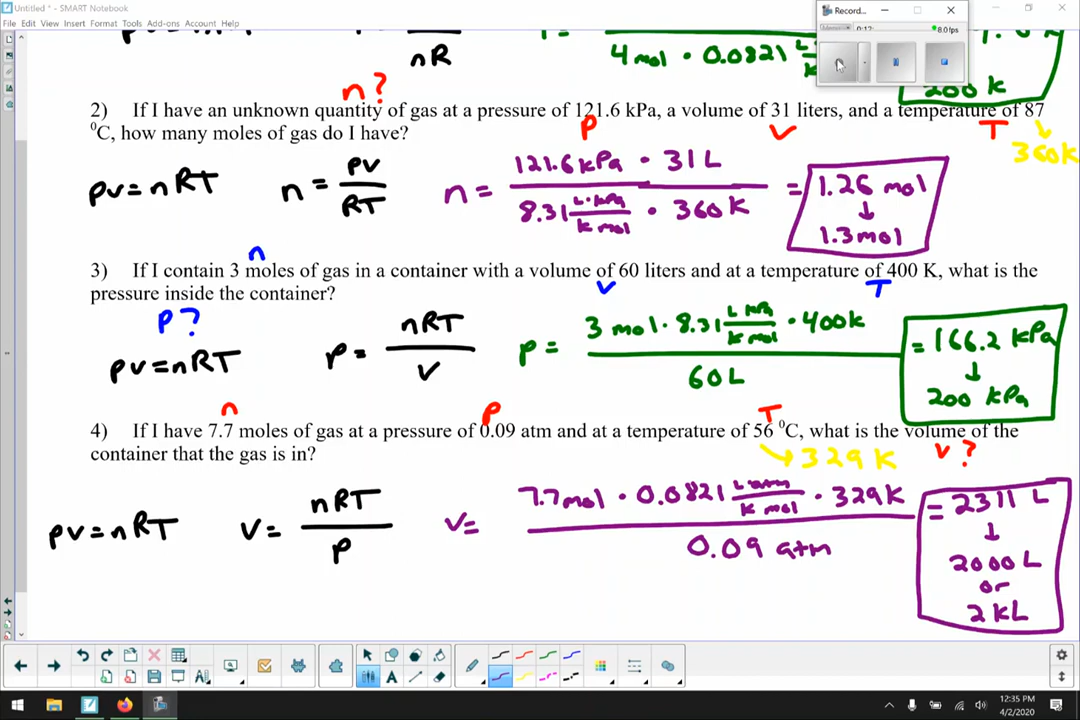 Untitled * - SMART Notebook
Record...
File Edit View Insert Format Tools Add-ons Account Help
8.0 fps
nR
4 mol · 0.0821
200 K
n?
2) If I have an unknown quantity of gas at a pressure of 121.6 kPa, a volume of 31 liters, and a temperature of 87
⁰C, how many moles of gas do I have?
P V T
360K
PV=nRT n = PV / RT n = 121.6 kPa · 31 L / 8.31 L·kPa / K mol · 360 K = 1.26 mol
↓
1.3 mol
n
3) If I contain 3 moles of gas in a container with a volume of 60 liters and at a temperature of 400 K, what is the
pressure inside the container?
V T
P?
PV=nRT P = nRT / V P = 3 mol · 8.31 L kPa / K mol · 400K / 60L = 166.2 kPa
↓
200 kPa
n P T
4) If I have 7.7 moles of gas at a pressure of 0.09 atm and at a temperature of 56 ⁰C, what is the volume of the
container that the gas is in?
→ 329 K
V?
PV=nRT V = nRT / P V = 7.7 mol · 0.0821 L·atm / K mol · 329K / 0.09 atm = 2311 L
↓
2000 L
or
2 KL
12:35 PM
4/2/2020